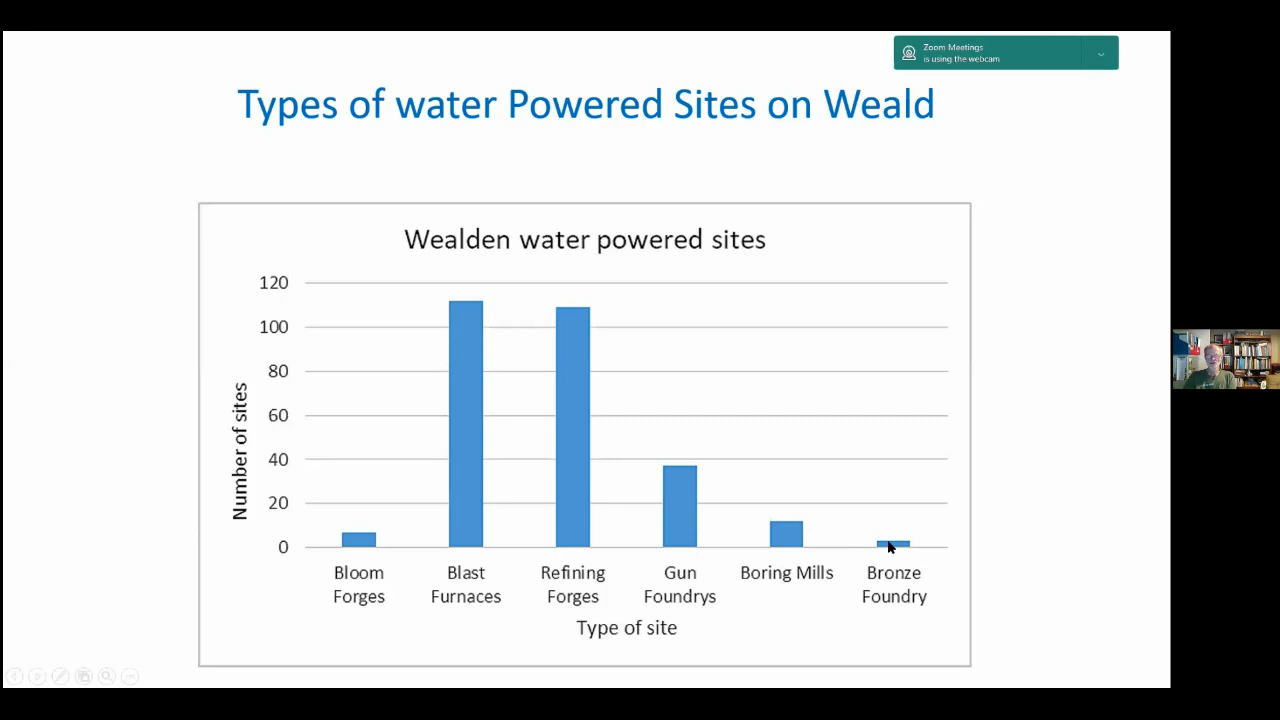 Zoom Meetings
is using the webcam
Types of water Powered Sites on Weald
Wealden water powered sites
120
100
80
60
40
20
0
Number of sites
Bloom Forges
Blast Furnaces
Refining Forges
Gun Foundrys
Boring Mills
Bronze Foundry
Type of site